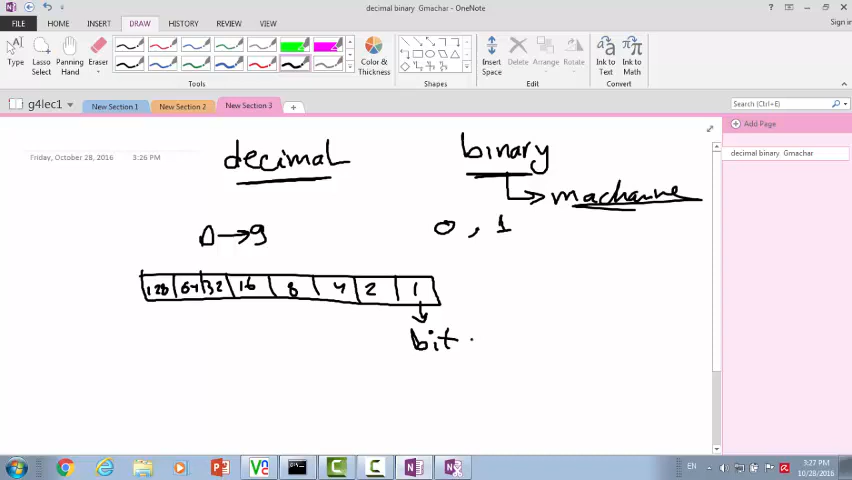 decimal binary Gmachar - OneNote
FILE HOME INSERT DRAW HISTORY REVIEW VIEW
Sign in
Type Lasso Select Panning Hand Eraser Color & Thickness Insert Space Delete Arrange Rotate Ink to Text Ink to Math
Tools Shapes Edit Convert
g4lec1 New Section 1 New Section 2 New Section 3 Search (Ctrl+E)
Add Page
decimal binary Gmachar
Friday, October 28, 2016 3:26 PM
decimal binary
machanne
0 → 9 0 , 1
128 64 32 16 8 4 2 1
bit
EN 3:27 PM
10/28/2016